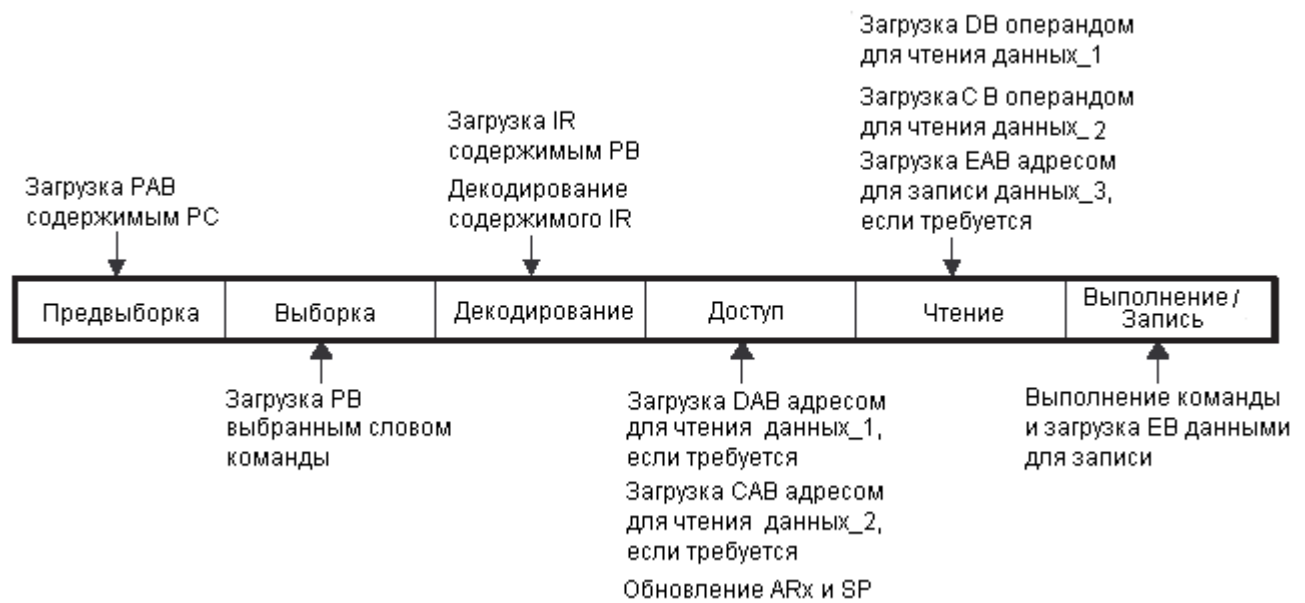 Загрузка DB операндом
для чтения данных_1
Загрузка C B операндом
для чтения данных_ 2
Загрузка EAB адресом
для записи данных_3,
если требуется
Загрузка IR
содержимым PB
Декодирование
содержимого IR
Загрузка PAB
содержимым PC
Предвыборка
Выборка
Декодирование
Доступ
Чтение
Выполнение /
Запись
Загрузка PB
выбранным словом
команды
Загрузка DAB адресом
для чтения данных_1,
если требуется
Загрузка CAB адресом
для чтения данных_2,
если требуется
Обновление ARx и SP
Выполнение команды
и загрузка EB данными
для записи